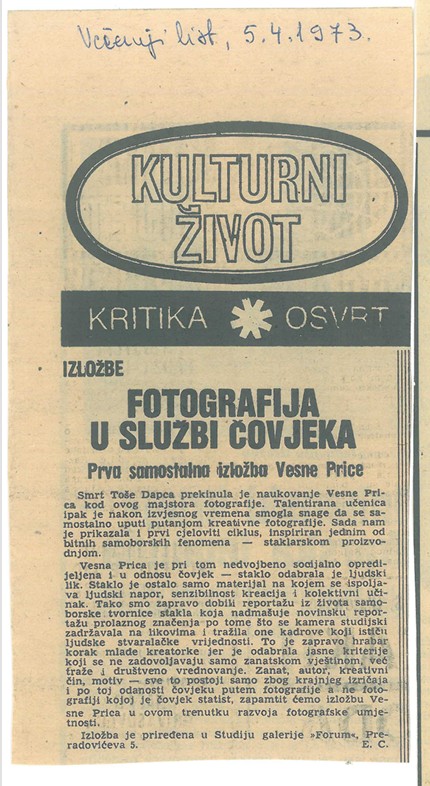 Večernji list, 5.4.1973.
KULTURNI
ŽIVOT
KRITIKA * OSVRT
IZLOŽBE
FOTOGRAFIJA
U SLUŽBI ČOVJEKA
Prva samostalna izložba Vesne Price
Smrt Toše Dapca prekinula je naukovanje Vesne Pri-
ca kod ovog majstora fotografije. Talentirana učenica
ipak je nakon izvjesnog vremena smogla snage da se sa-
mostalno uputi putanjom kreativne fotografije. Sada nam
je prikazala i prvi cjeloviti ciklus, inspiriran jednim od
bitnih samoborskih fenomena — staklarskom proizvo-
dnjom.
Vesna Prica je pri tom nedvojbeno socijalno opredi-
jeljena i u odnosu čovjek — staklo odabrala je ljudski
lik. Staklo je ostalo samo materijal na kojem se ispolja-
va ljudski napor, senzibilnost kreacija i kolektivni uči-
nak. Tako smo zapravo dobili reportažu iz života samo-
borske tvornice stakla koja nadmašuje novinsku repor-
tažu prolaznog značenja po tome što se kamera studijski
zadržavala na likovima i tražila one kadrove koji ističu
ljudske stvaralačke vrijednosti. To je zapravo hrabar
korak mlade kreatorke jer je odabrala jasne kriterije
koji se ne zadovoljavaju samo zanatskom vještinom, već
traže i društveno vrednovanje. Zanat, autor, kreativni
čin, motiv — sve to postoji samo zbog krajnjeg izričaja
i po toj odanosti čovjeku putem fotografije a ne foto-
grafiji kojoj je čovjek statist, zapamtit ćemo izložbu Ve-
sne Prica u ovom trenutku razvoja fotografske umjet-
nosti.
Izložba je priređena u Studiju galerije »Forum«, Pre-
radovićeva 5. E. C.